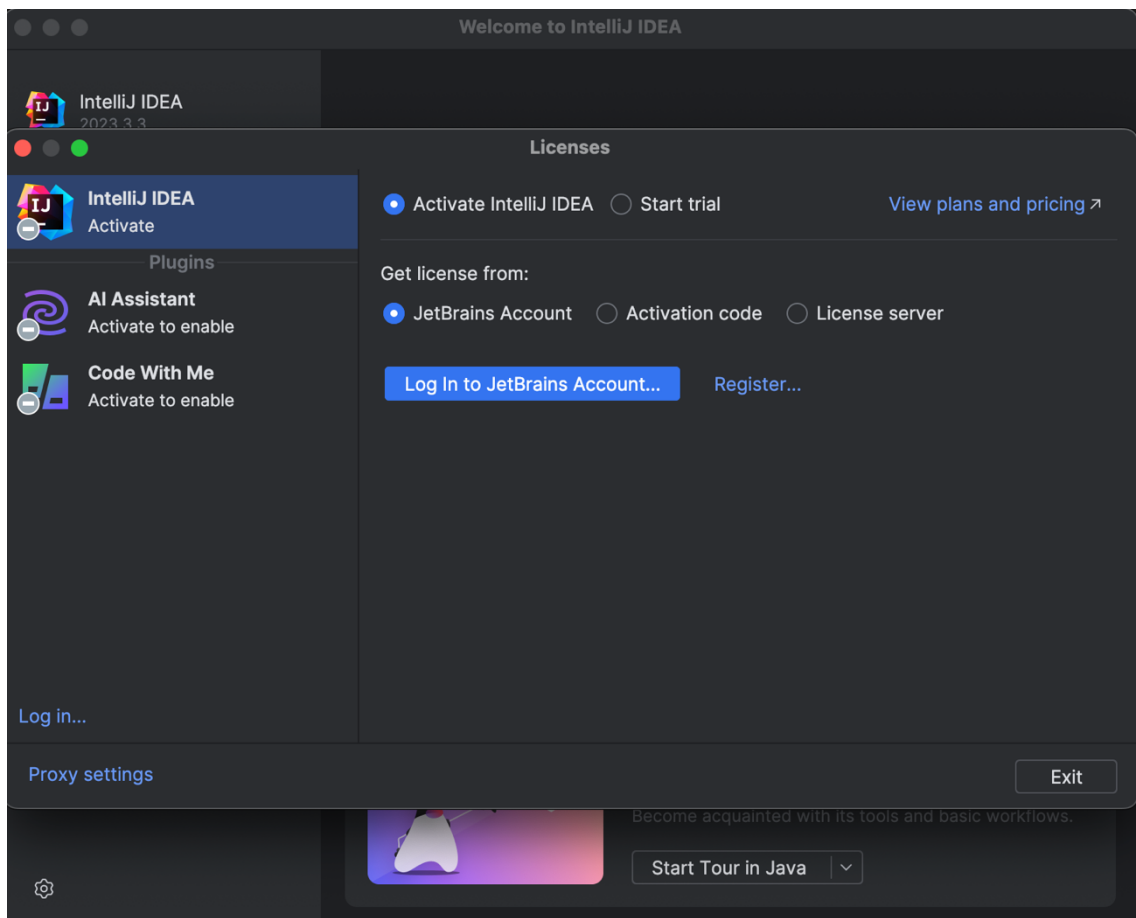 Welcome to IntelliJ IDEA
IJ
IntelliJ IDEA
2023.3.3
Licenses
IJ
IntelliJ IDEA
Activate
Plugins
AI Assistant
Activate to enable
Code With Me
Activate to enable
Log in...
Activate IntelliJ IDEA Start trial View plans and pricing ↗
Get license from:
JetBrains Account Activation code License server
Log In to JetBrains Account... Register...
Proxy settings Exit
Become acquainted with its tools and basic workflows.
Start Tour in Java